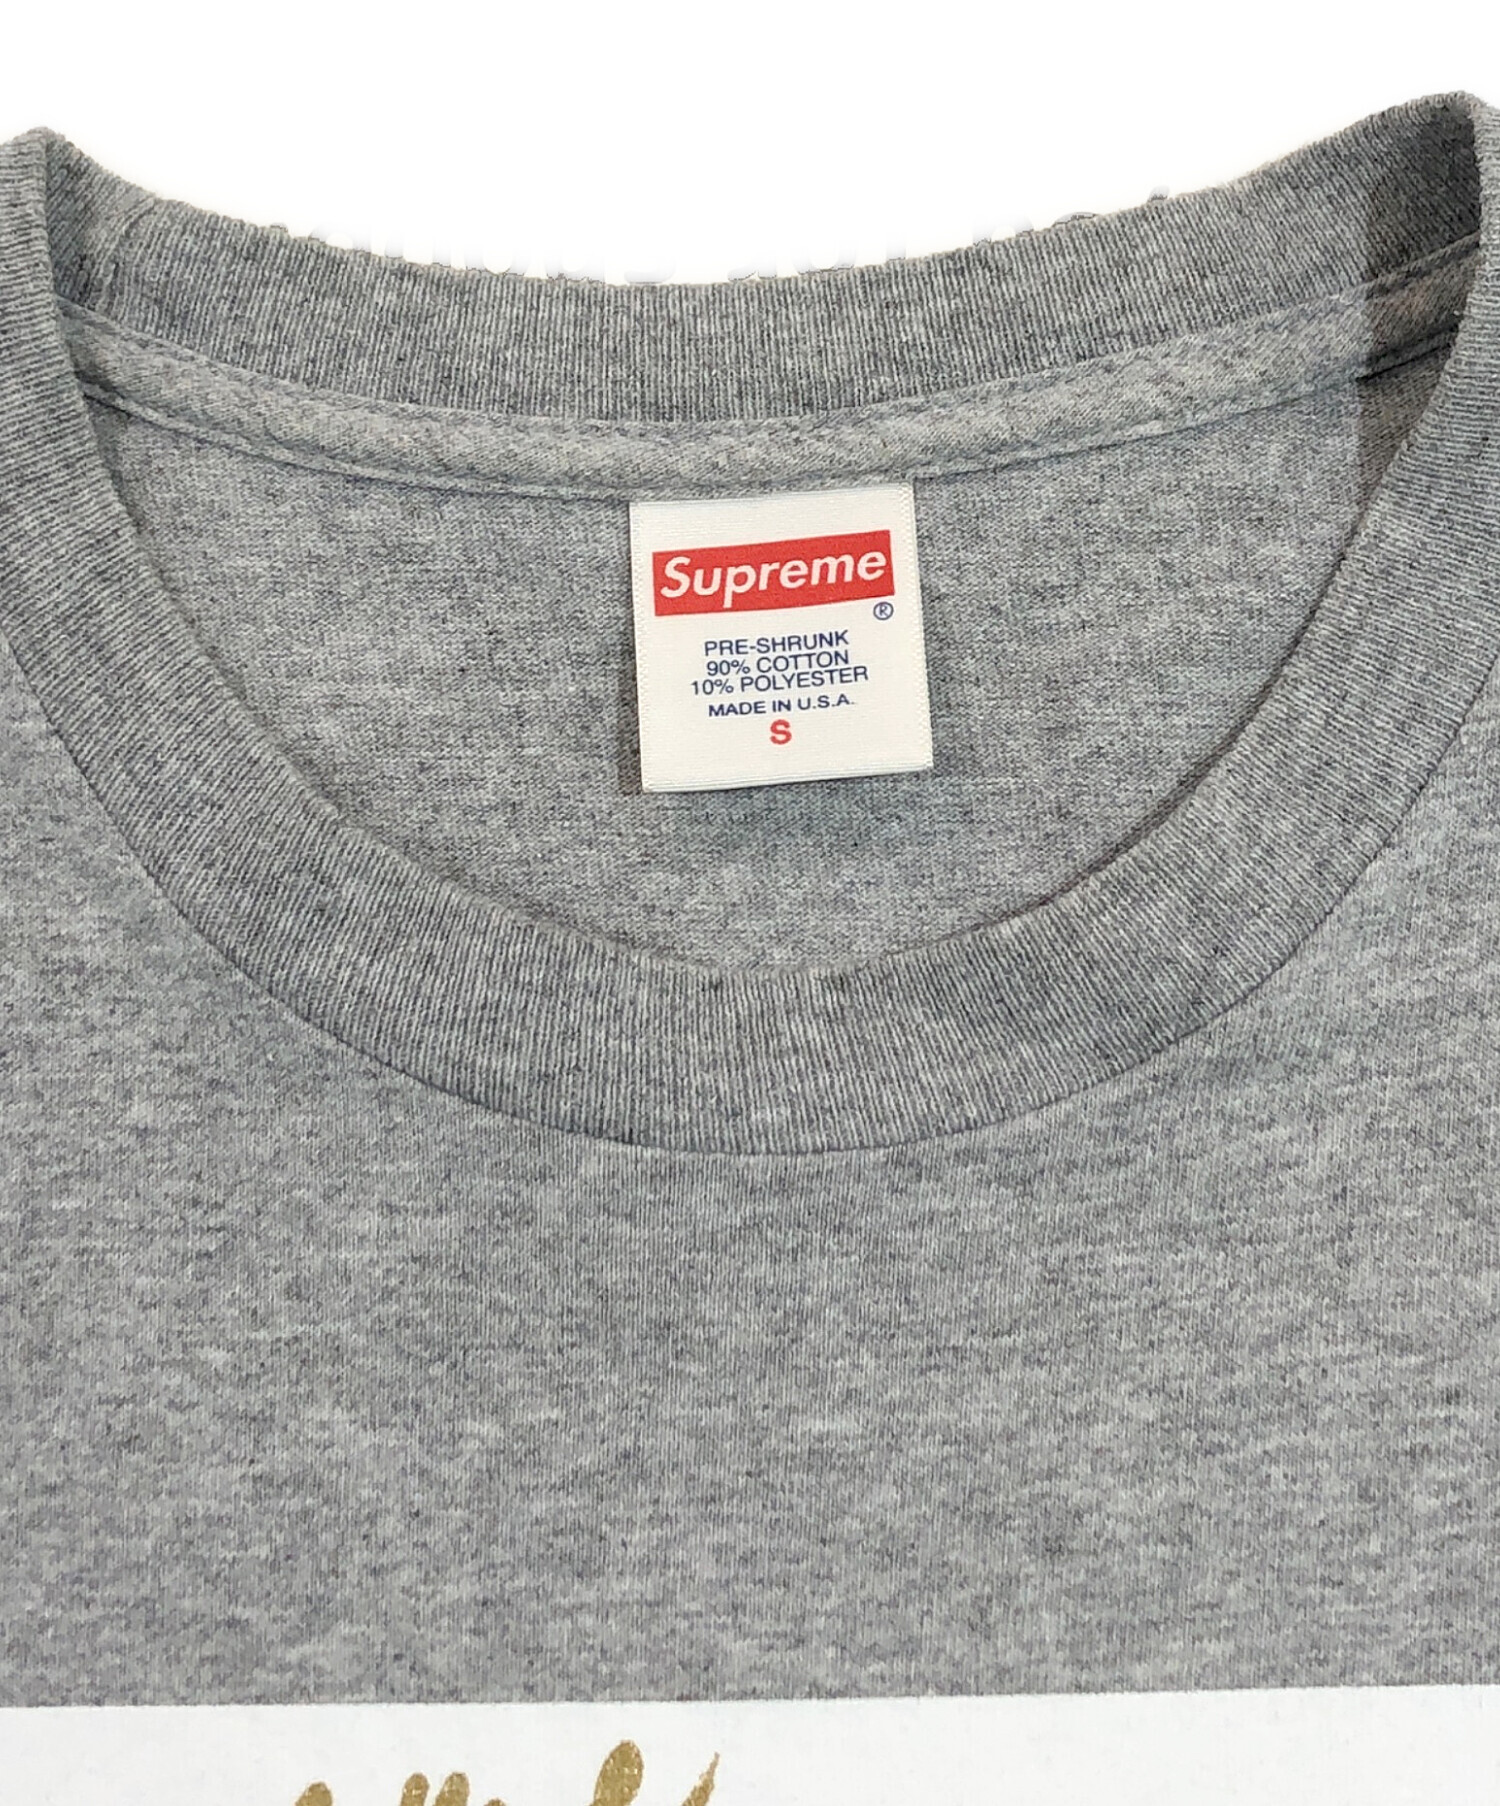 Supreme
®
PRE-SHRUNK
90% COTTON
10% POLYESTER
MADE IN U.S.A.
S